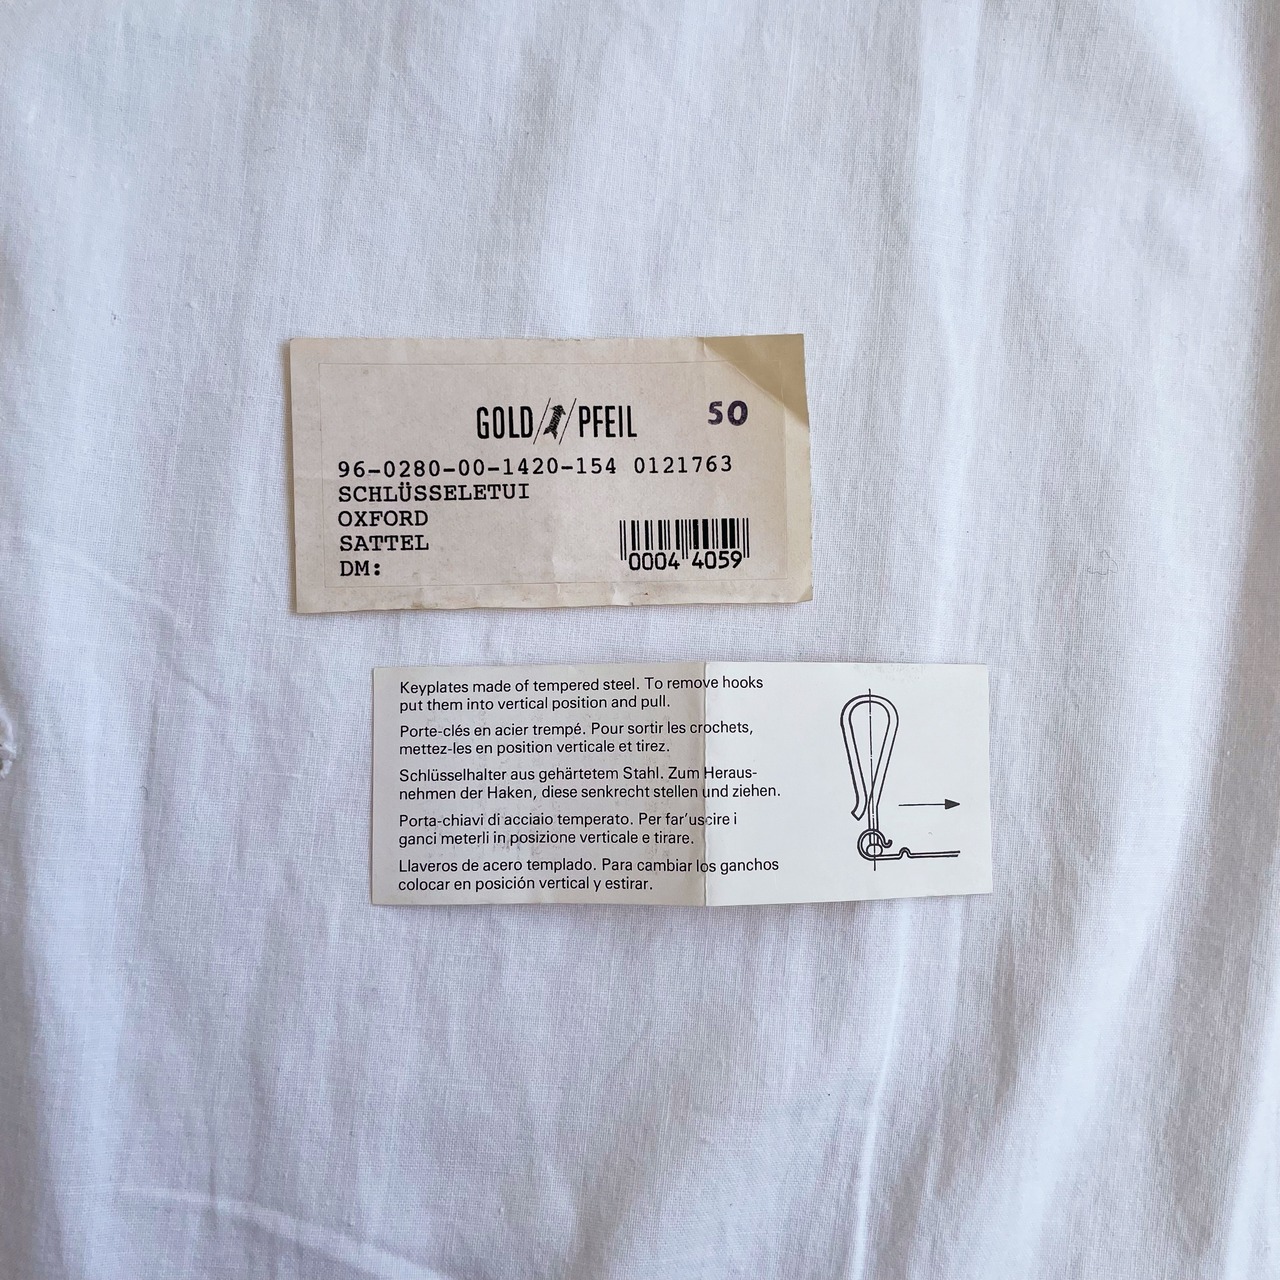 GOLD PFEIL 50
96-0280-00-1420-154 0121763
SCHLÜSSELETUI
OXFORD
SATTEL
DM:
0004 4059
Keyplates made of tempered steel. To remove hooks
put them into vertical position and pull.
Porte-clés en acier trempé. Pour sortir les crochets,
mettez-les en position verticale et tirez.
Schlüsselhalter aus gehärtetem Stahl. Zum Heraus-
nehmen der Haken, diese senkrecht stellen und ziehen.
Porta-chiavi di acciaio temperato. Per far'uscire i
ganci meterli in posizione verticale e tirare.
Llaveros de acero templado. Para cambiar los ganchos
colocar en posición vertical y estirar.